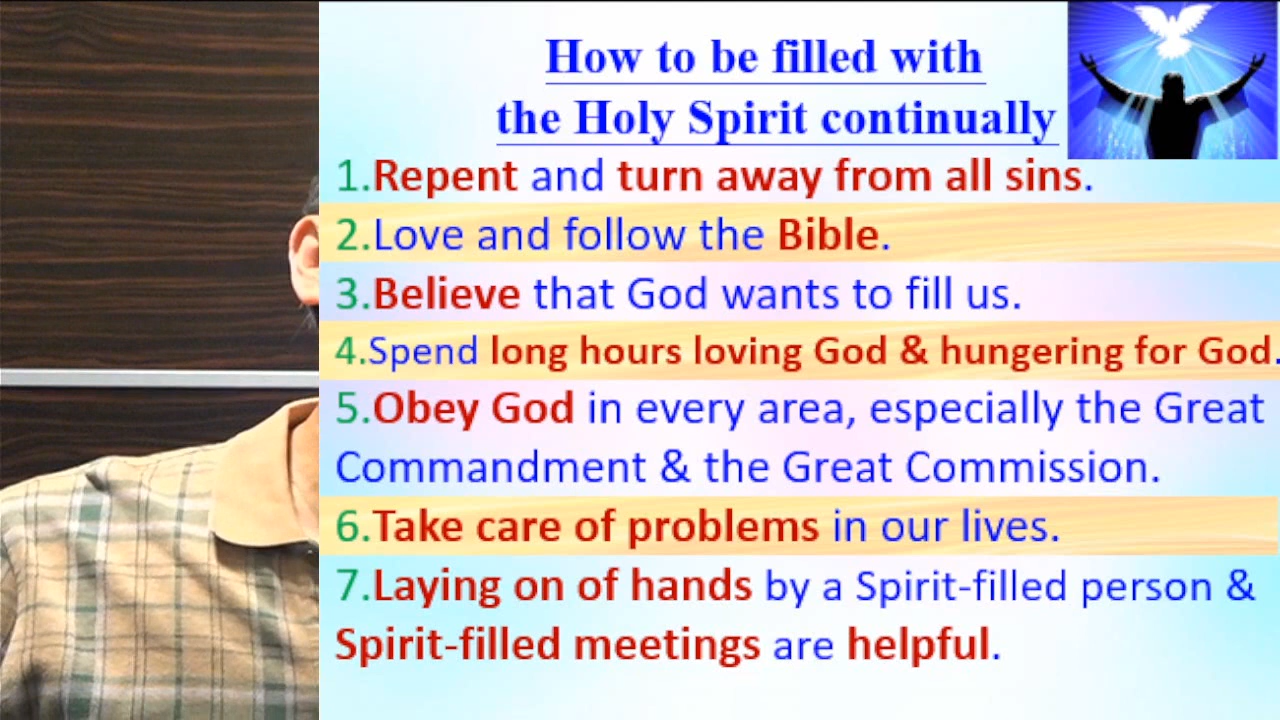 How to be filled with
the Holy Spirit continually
1.Repent and turn away from all sins.
2.Love and follow the Bible.
3.Believe that God wants to fill us.
4.Spend long hours loving God & hungering for God.
5.Obey God in every area, especially the Great
Commandment & the Great Commission.
6.Take care of problems in our lives.
7.Laying on of hands by a Spirit-filled person &
Spirit-filled meetings are helpful.